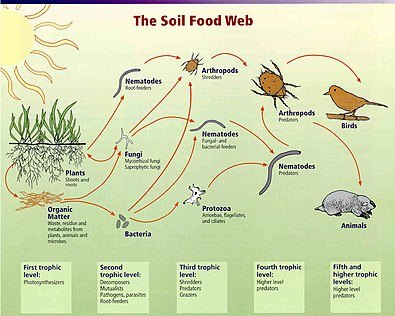 The Soil Food Web
Nematodes
Root-feeders
Arthropods
Shredders
Arthropods
Predators
Birds
Plants
Shoots and
roots
Fungi
Mycorrhizal fungi
Saprophytic fungi
Nematodes
Fungal- and
bacterial-feeders
Nematodes
Predators
Organic
Matter
Waste, residue and
metabolites from
plants, animals and
microbes.
Bacteria
Protozoa
Amoebae, flagellates,
and ciliates
Animals
First trophic
level:
Photosynthesizers
Second
trophic level:
Decomposers
Mutualists
Pathogens, parasites
Root-feeders
Third trophic
level:
Shredders
Predators
Grazers
Fourth trophic
level:
Higher level
predators
Fifth and
higher trophic
levels:
Higher level
predators